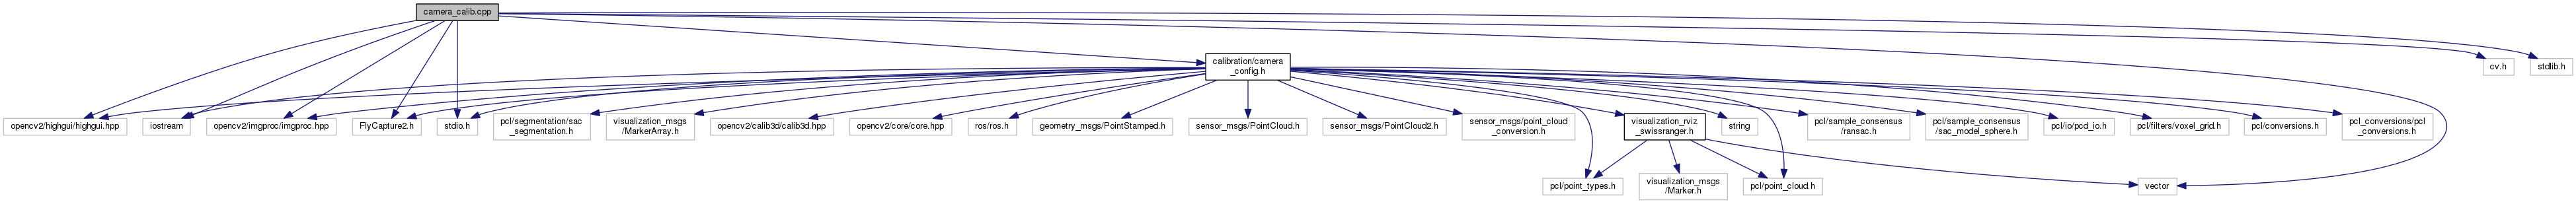 camera_calib.cpp
calibration/camera
_config.h
cv.h
stdlib.h
opencv2/highgui/highgui.hpp
iostream
opencv2/imgproc/imgproc.hpp
FlyCapture2.h
stdio.h
pcl/segmentation/sac
_segmentation.h
visualization_msgs
/MarkerArray.h
opencv2/calib3d/calib3d.hpp
opencv2/core/core.hpp
ros/ros.h
geometry_msgs/PointStamped.h
sensor_msgs/PointCloud.h
sensor_msgs/PointCloud2.h
sensor_msgs/point_cloud
_conversion.h
visualization_rviz
_swissranger.h
string
pcl/sample_consensus
/ransac.h
pcl/sample_consensus
/sac_model_sphere.h
pcl/io/pcd_io.h
pcl/filters/voxel_grid.h
pcl/conversions.h
pcl_conversions/pcl
_conversions.h
pcl/point_types.h
visualization_msgs
/Marker.h
pcl/point_cloud.h
vector